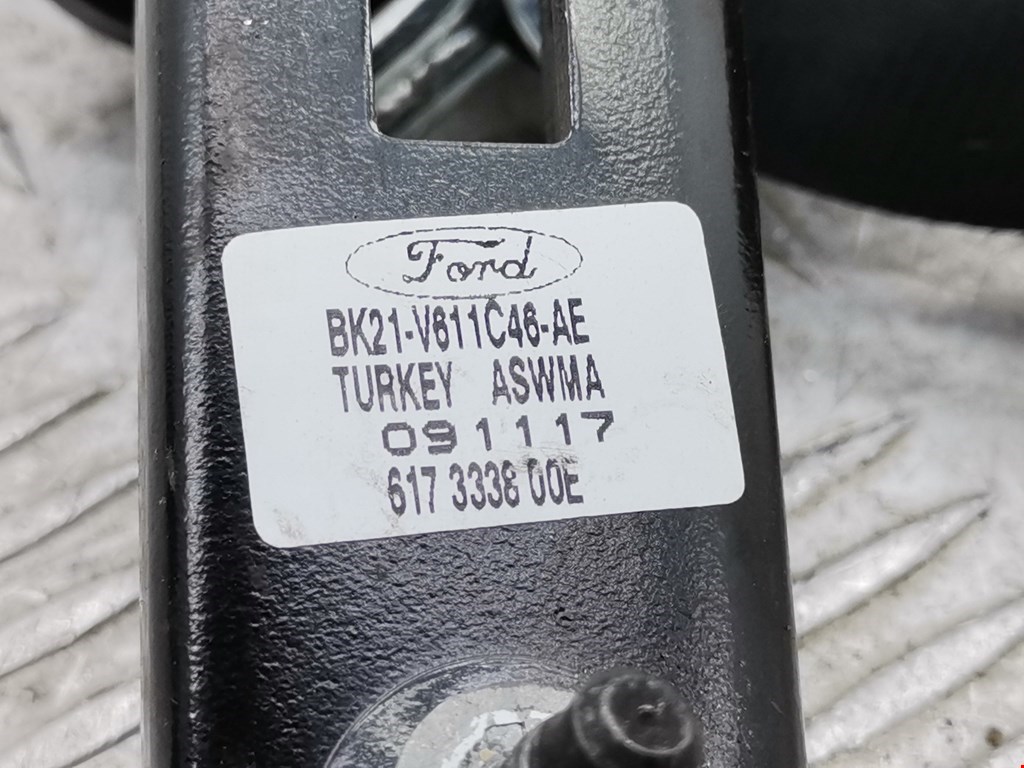 Ford
BK21-V611C46-AE
TURKEY ASWMA
091117
617 3338 00E